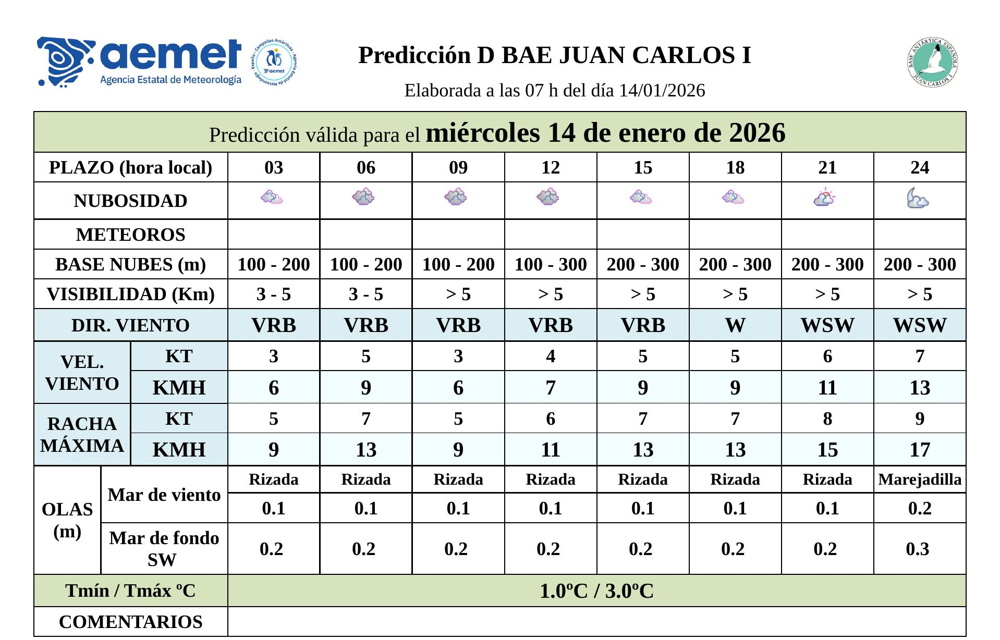 aemet
Agencia Estatal de Meteorología
Campañas Antárticas · Agencia Estatal de Meteorología · España ·
aemet
Predicción D BAE JUAN CARLOS I
Elaborada a las 07 h del día 14/01/2026
BASE ANTÁRTICA ESPAÑOLA
JUAN CARLOS I
Predicción válida para el miércoles 14 de enero de 2026
PLAZO (hora local) 03 06 09 12 15 18 21 24
NUBOSIDAD
METEOROS
BASE NUBES (m) 100 - 200 100 - 200 100 - 200 100 - 300 200 - 300 200 - 300 200 - 300 200 - 300
VISIBILIDAD (Km) 3 - 5 3 - 5 > 5 > 5 > 5 > 5 > 5 > 5
DIR. VIENTO VRB VRB VRB VRB VRB W WSW WSW
VEL.
VIENTO
KT 3 5 3 4 5 5 6 7
KMH 6 9 6 7 9 9 11 13
RACHA
MÁXIMA
KT 5 7 5 6 7 7 8 9
KMH 9 13 9 11 13 13 15 17
OLAS
(m)
Mar de viento
Rizada Rizada Rizada Rizada Rizada Rizada Rizada Marejadilla
0.1 0.1 0.1 0.1 0.1 0.1 0.1 0.2
Mar de fondo
SW
0.2 0.2 0.2 0.2 0.2 0.2 0.2 0.3
Tmín / Tmáx ºC 1.0ºC / 3.0ºC
COMENTARIOS